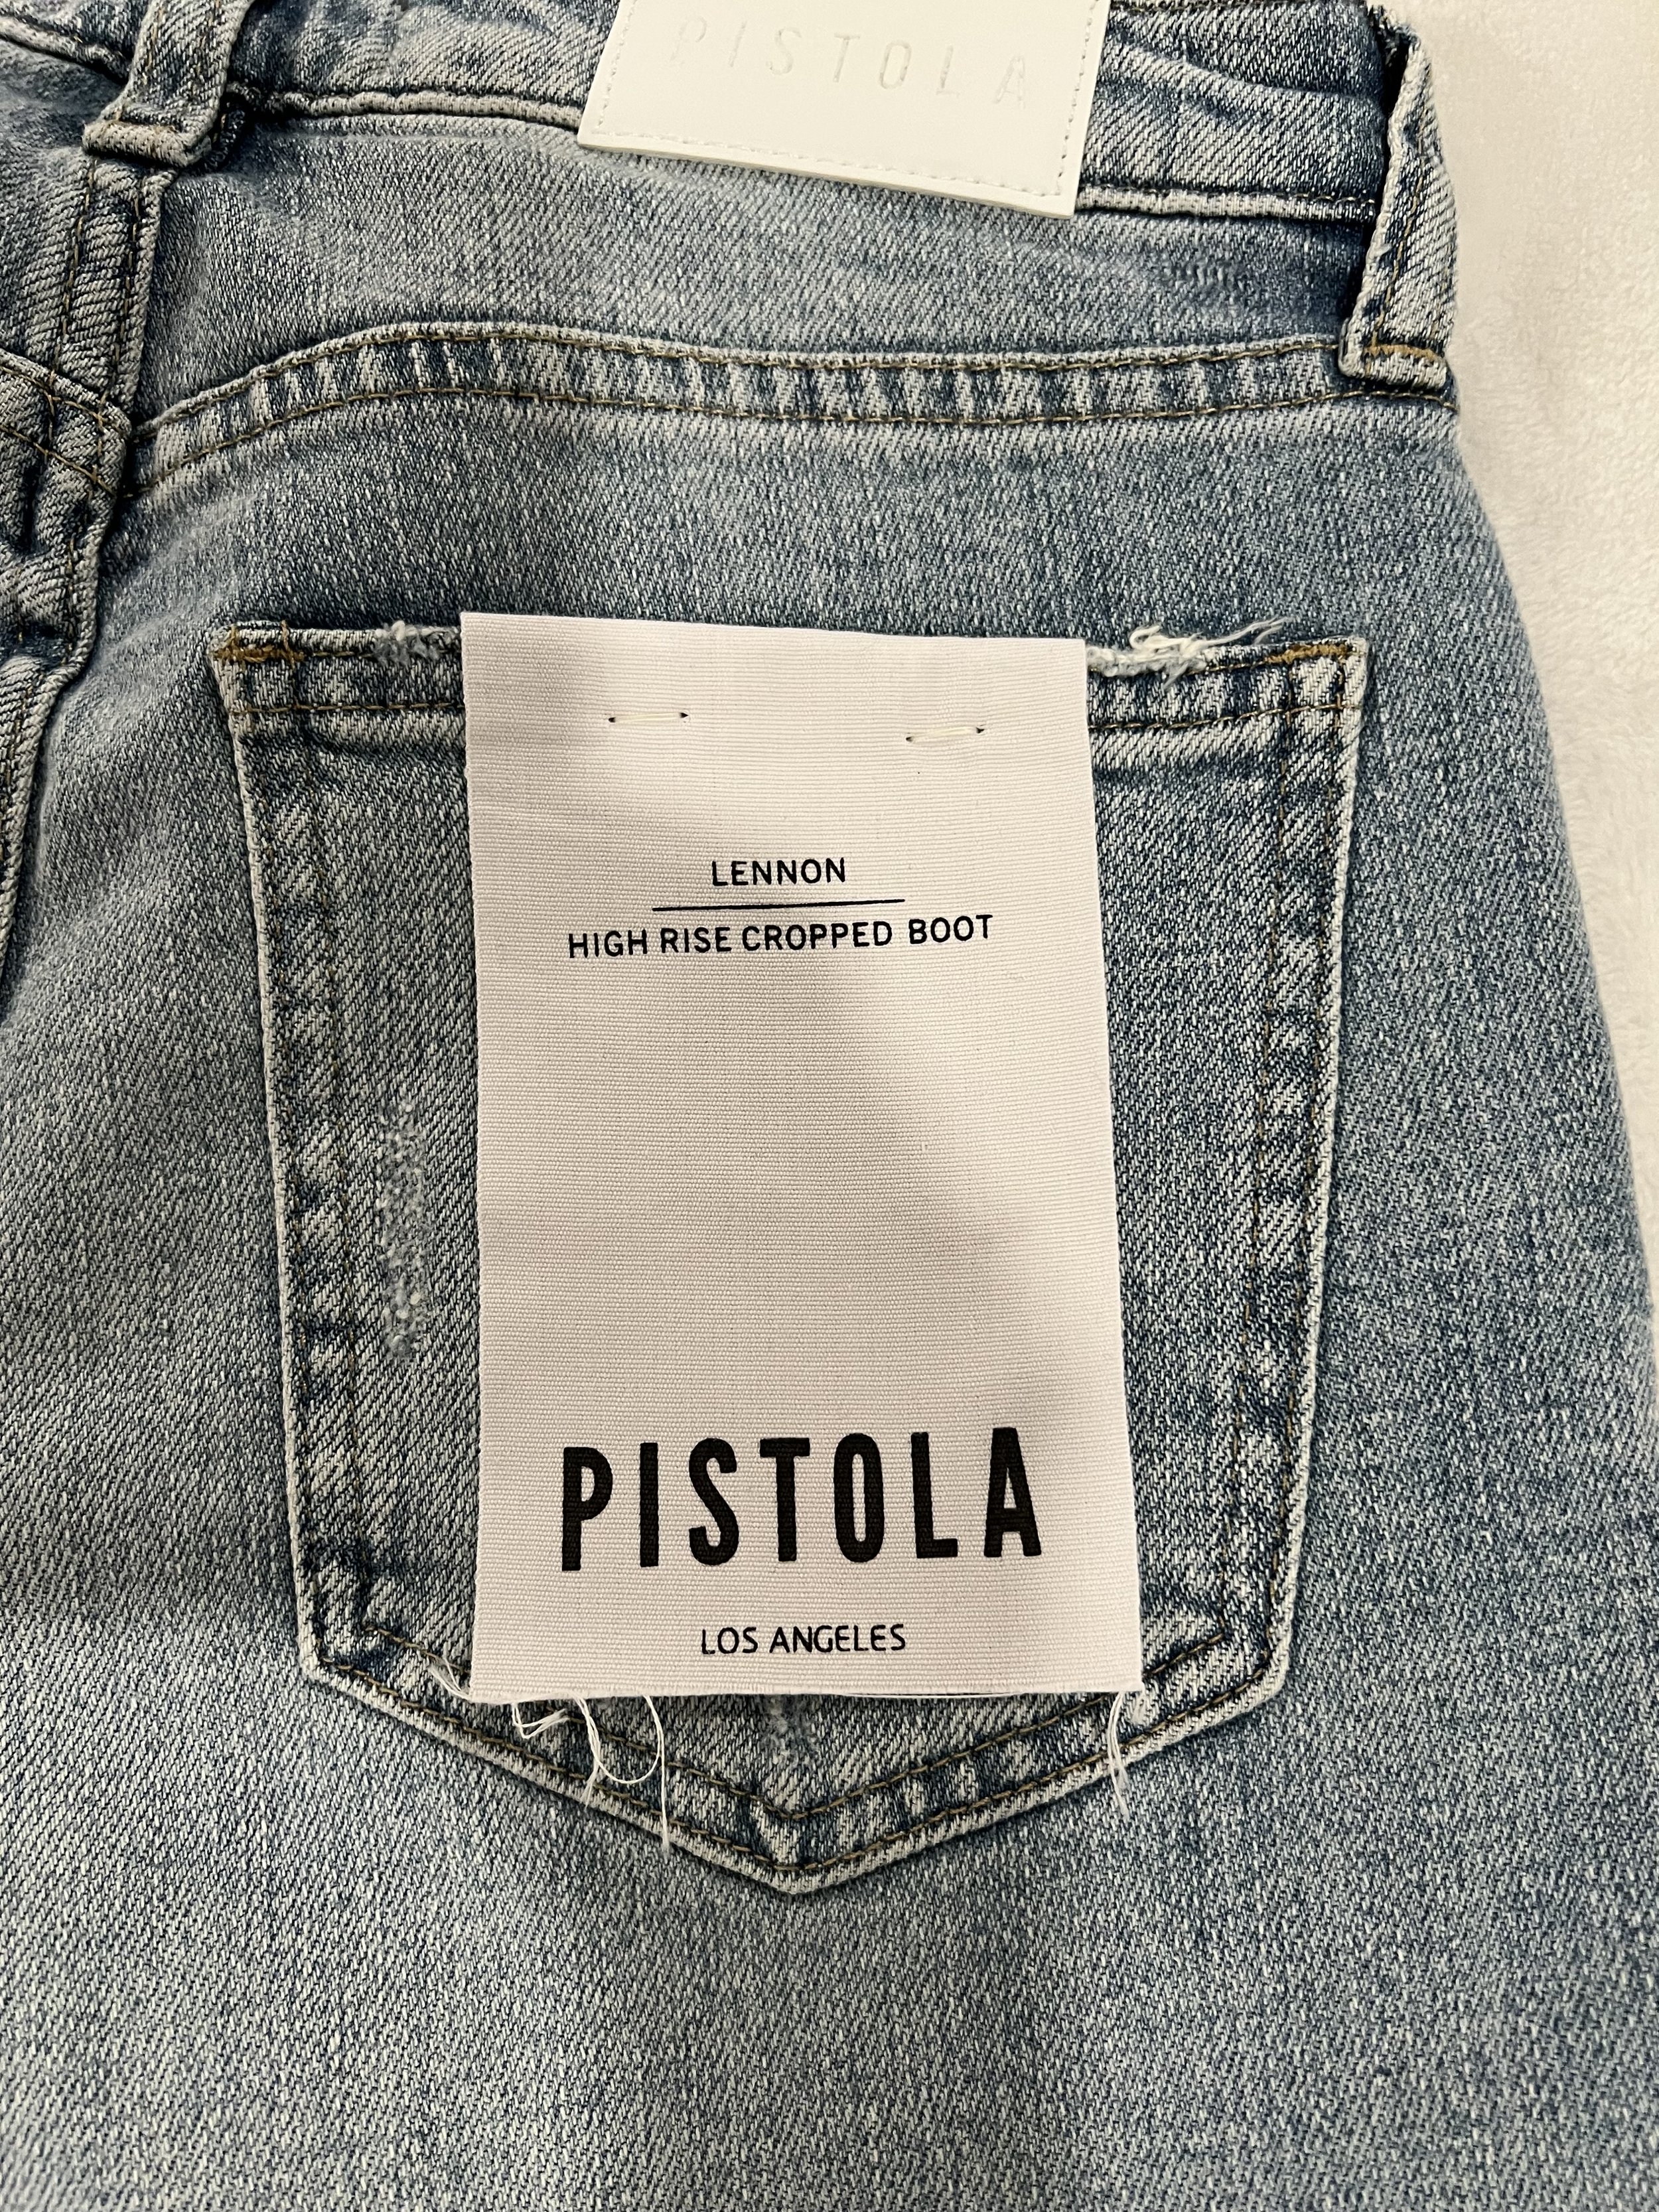 PISTOLA
LENNON
HIGH RISE CROPPED BOOT
PISTOLA
LOS ANGELES